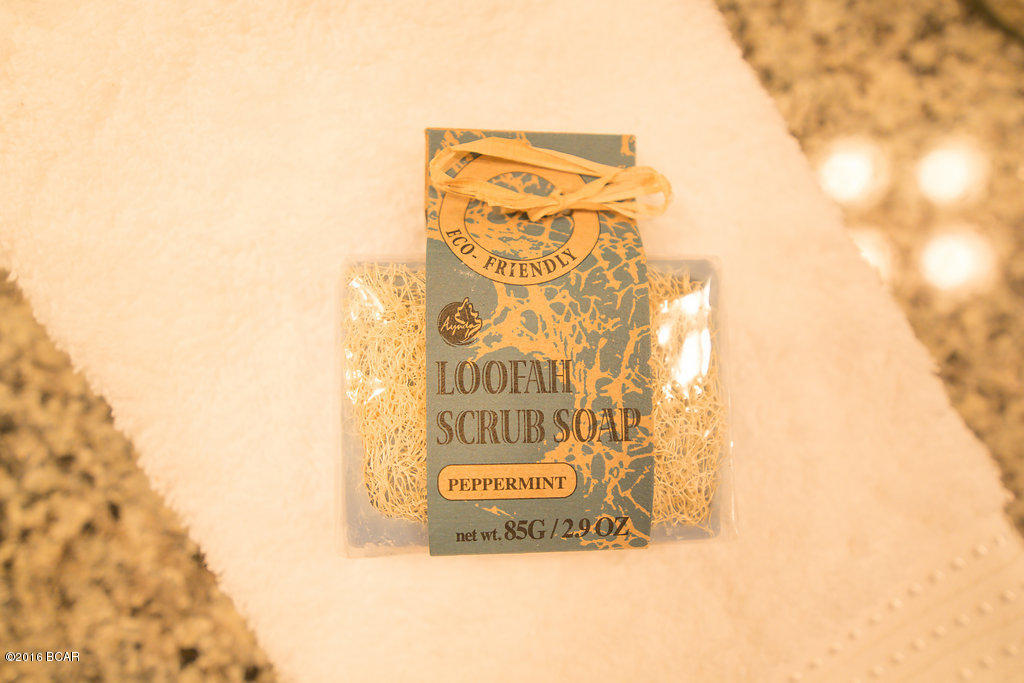 ECO- FRIENDLY
LOOFAH
SCRUB SOAP
PEPPERMINT
net wt. 85G / 2.9 OZ
©2016 BCAR